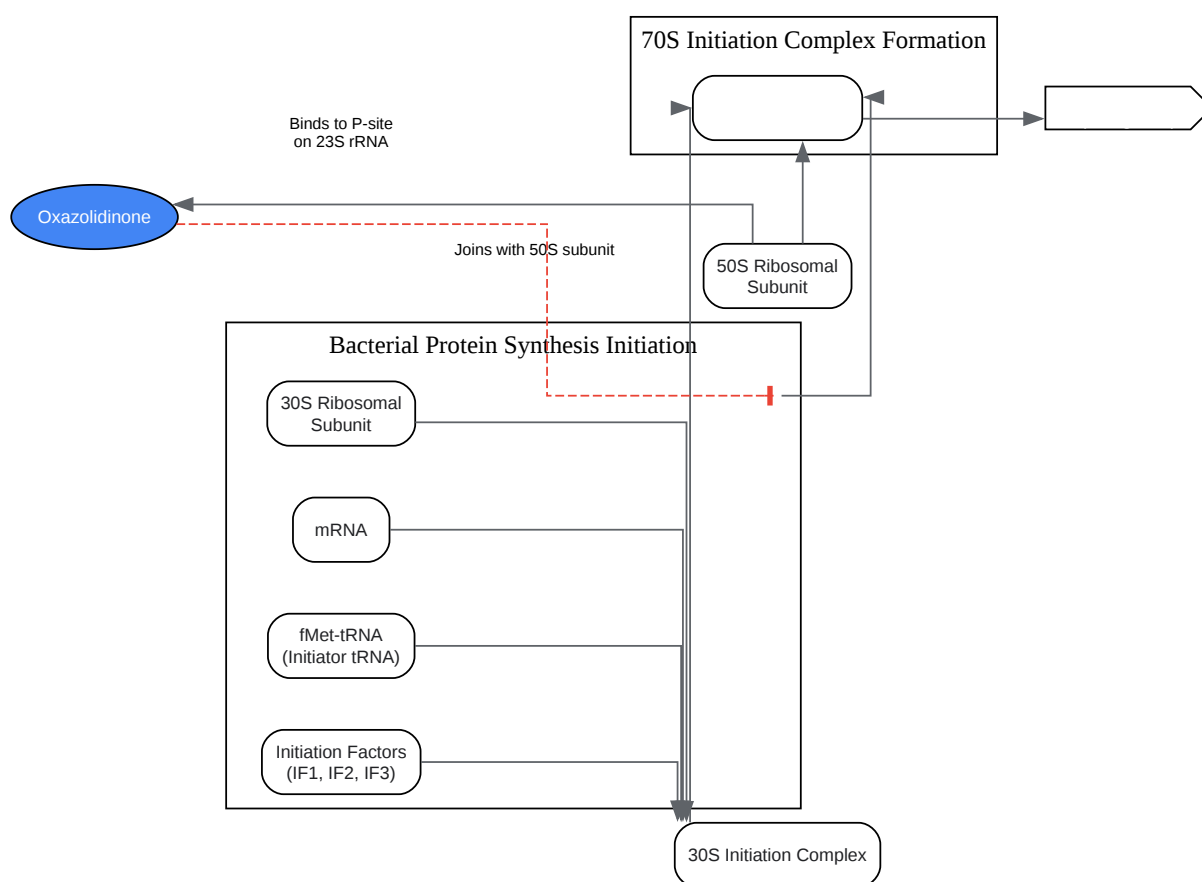 70S Initiation Complex Formation
Binds to P-site
on 23S rRNA
Oxazolidinone
Joins with 50S subunit
50S Ribosomal
Subunit
Bacterial Protein Synthesis Initiation
30S Ribosomal
Subunit
mRNA
fMet-tRNA
(Initiator tRNA)
Initiation Factors
(IF1, IF2, IF3)
30S Initiation Complex